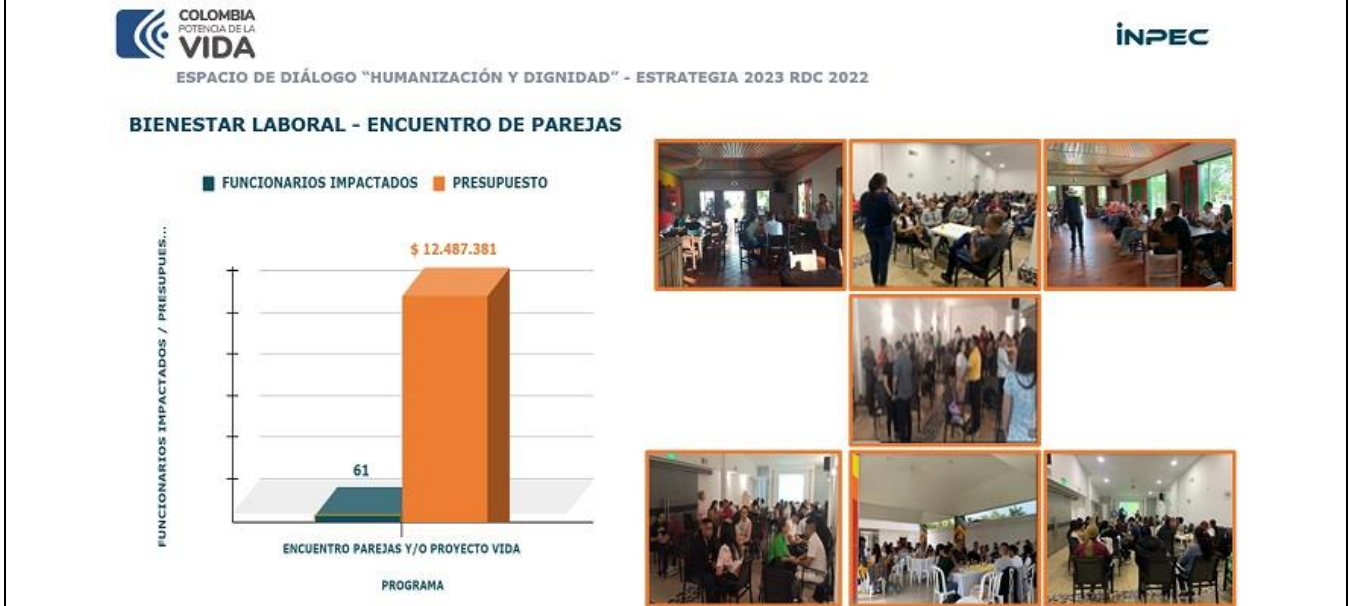 COLOMBIA
POTENCIA DE LA
VIDA
INPEC
ESPACIO DE DIÁLOGO “HUMANIZACIÓN Y DIGNIDAD” - ESTRATEGIA 2023 RDC 2022
BIENESTAR LABORAL - ENCUENTRO DE PAREJAS
FUNCIONARIOS IMPACTADOS PRESUPUESTO
FUNCIONARIOS IMPACTADOS / PRESUPUES...
$ 12.487.381
61
ENCUENTRO PAREJAS Y/O PROYECTO VIDA
PROGRAMA